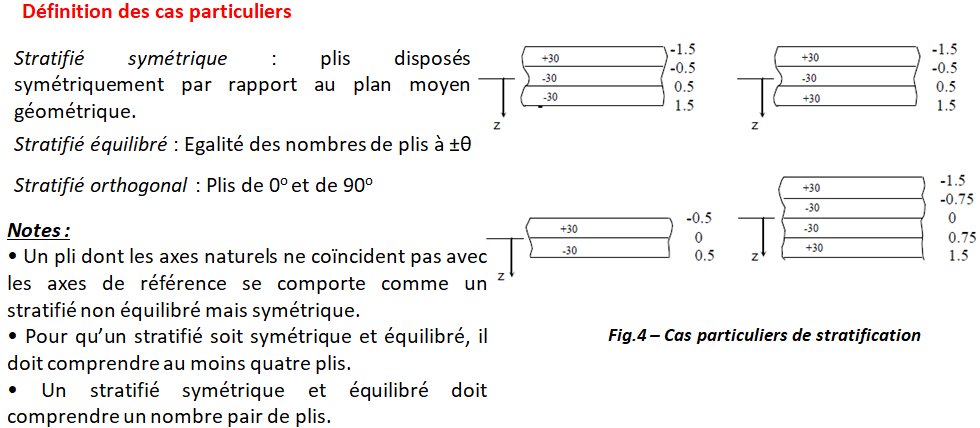 Définition des cas particuliers
Stratifié symétrique : plis disposés
symétriquement par rapport au plan moyen
géométrique.
Stratifié équilibré : Egalité des nombres de plis à ±θ
Stratifié orthogonal : Plis de 0º et de 90º
Notes :
• Un pli dont les axes naturels ne coïncident pas avec
les axes de référence se comporte comme un
stratifié non équilibré mais symétrique.
• Pour qu’un stratifié soit symétrique et équilibré, il
doit comprendre au moins quatre plis.
• Un stratifié symétrique et équilibré doit
comprendre un nombre pair de plis.
+30
-30
-30
-1.5
-0.5
0.5
1.5
z
+30
-30
+30
-1.5
-0.5
0.5
1.5
z
+30
-30
-0.5
0
0.5
z
+30
-30
-30
+30
-1.5
-0.75
0
0.75
1.5
z
Fig.4 – Cas particuliers de stratification